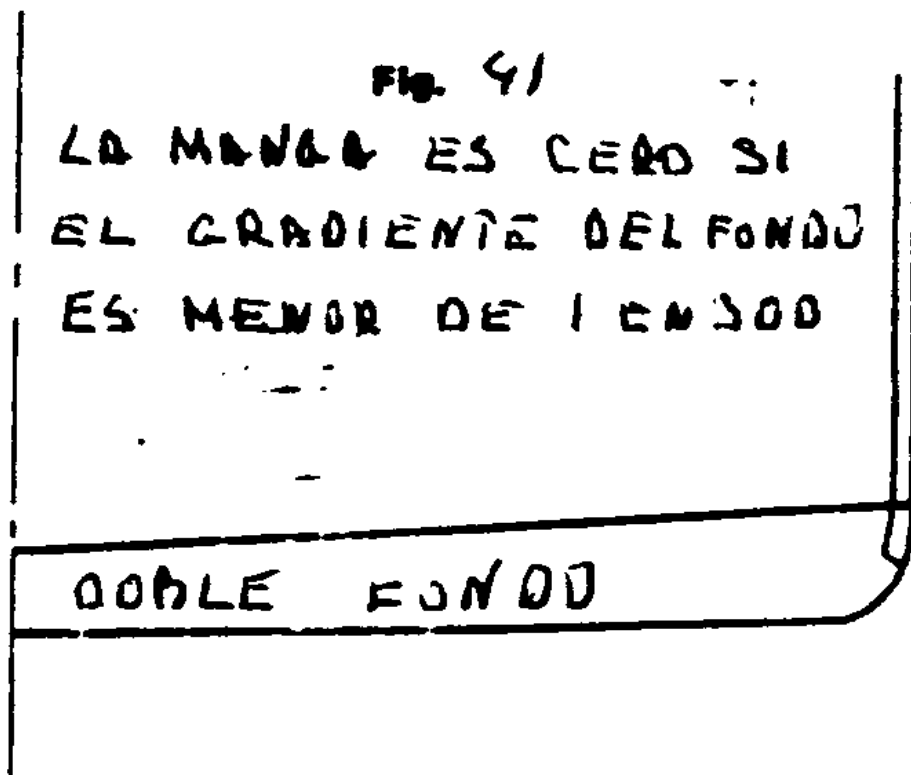 Fig. 41
LA MANGA ES CERO SI
EL GRADIENTE DEL FONDO
ES MENOR DE 1 EN 300
DOBLE FONDO